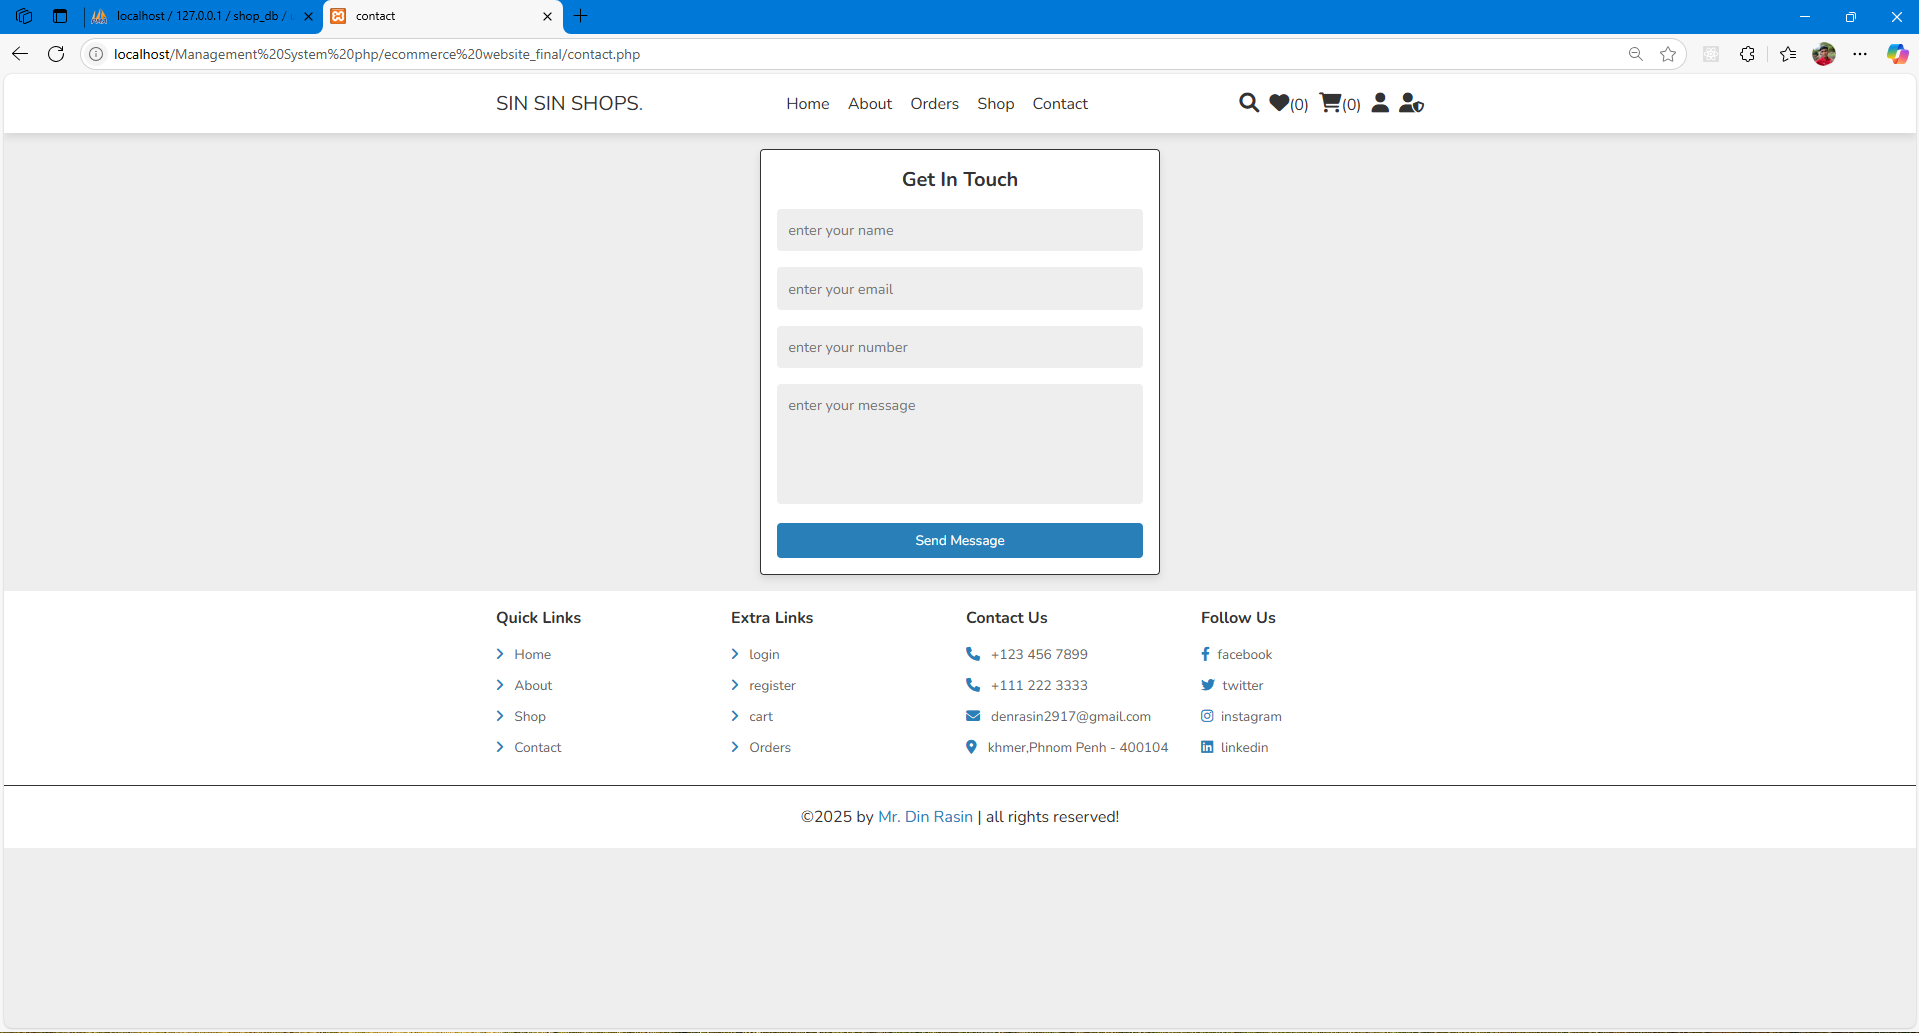 localhost / 127.0.0.1 / shop_db /
contact
localhost/Management%20System%20php/ecommerce%20website_final/contact.php
SIN SIN SHOPS.
Home About Orders Shop Contact
(0) (0)
Get In Touch
enter your name
enter your email
enter your number
enter your message
Send Message
Quick Links
Home
About
Shop
Contact
Extra Links
login
register
cart
Orders
Contact Us
+123 456 7899
+111 222 3333
denrasin2917@gmail.com
khmer,Phnom Penh - 400104
Follow Us
facebook
twitter
instagram
linkedin
©2025 by Mr. Din Rasin | all rights reserved!